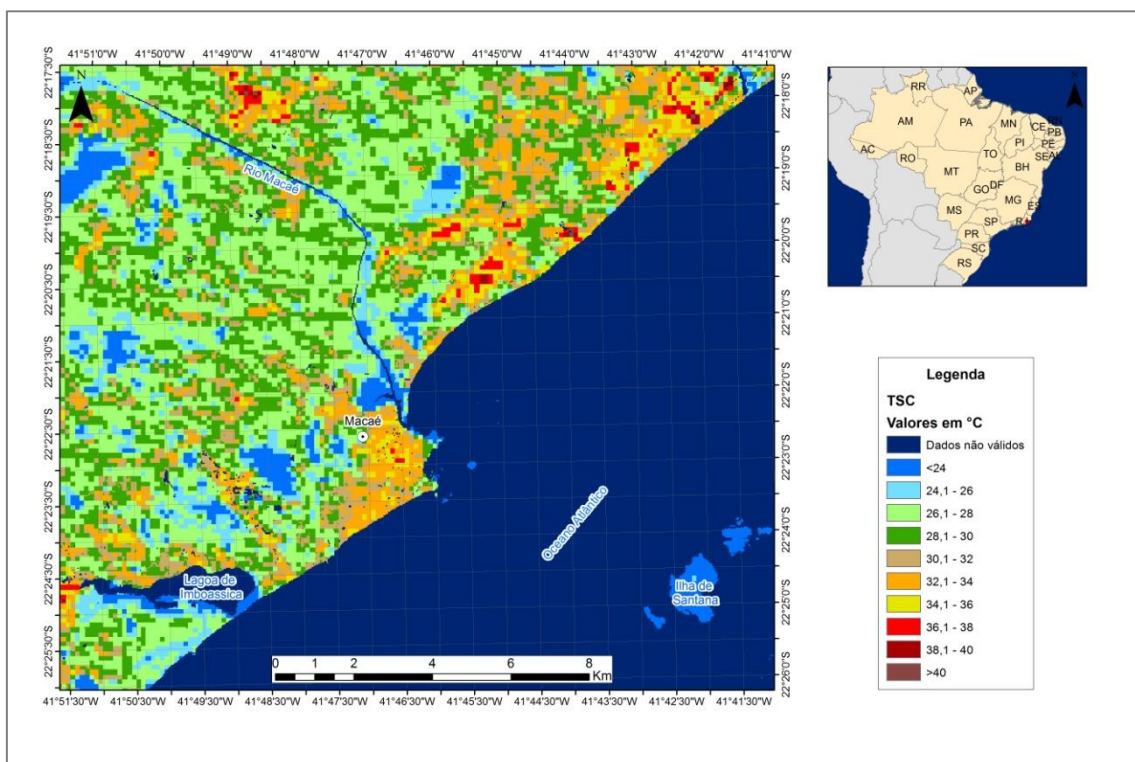 41°51'0"W 41°50'0"W 41°49'0"W 41°48'0"W 41°47'0"W 41°46'0"W 41°45'0"W 41°44'0"W 41°43'0"W 41°42'0"W 41°41'0"W
22°17'30"S
22°18'30"S
22°19'30"S
22°20'30"S
22°21'30"S
22°22'30"S
22°23'30"S
22°24'30"S
22°25'30"S
N
Rio Macaé
Macaé
Oceano Atlântico
Lagoa de
Imboassica
Ilha de
Santana
0 1 2 4 6 8
Km
22°18'0"S
22°19'0"S
22°20'0"S
22°21'0"S
22°22'0"S
22°23'0"S
22°24'0"S
22°25'0"S
22°26'0"S
41°51'30"W 41°50'30"W 41°49'30"W 41°48'30"W 41°47'30"W 41°46'30"W 41°45'30"W 41°44'30"W 41°43'30"W 41°42'30"W 41°41'30"W
RR AP
AM PA MN CE
PB
PI PE
AC RO TO SE
MT BH
GO DF
MG
MS ES
SP
PR
SC
RS
Legenda
TSC
Valores em °C
Dados não válidos
<24
24,1 - 26
26,1 - 28
28,1 - 30
30,1 - 32
32,1 - 34
34,1 - 36
36,1 - 38
38,1 - 40
>40